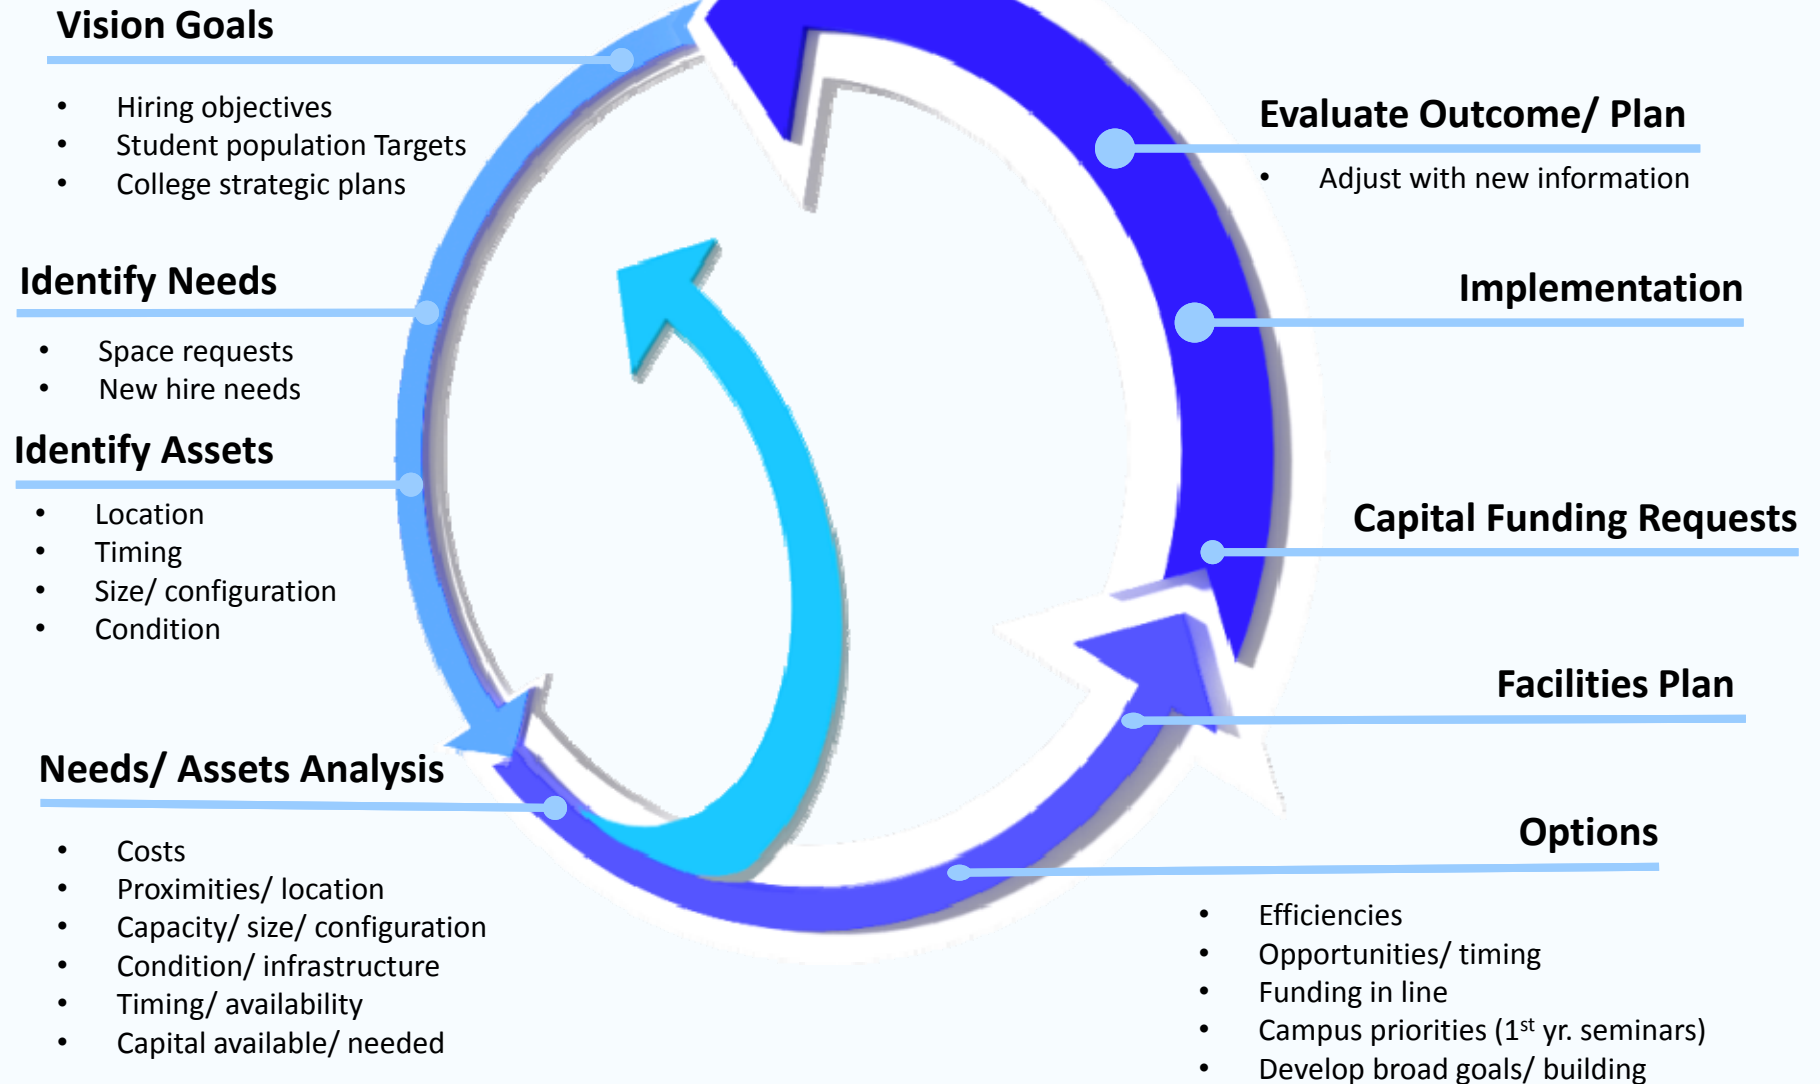 Vision Goals
• Hiring objectives
• Student population Targets
• College strategic plans
Identify Needs
• Space requests
• New hire needs
Identify Assets
• Location
• Timing
• Size/ configuration
• Condition
Needs/ Assets Analysis
• Costs
• Proximities/ location
• Capacity/ size/ configuration
• Condition/ infrastructure
• Timing/ availability
• Capital available/ needed
Evaluate Outcome/ Plan
• Adjust with new information
Implementation
Capital Funding Requests
Facilities Plan
Options
• Efficiencies
• Opportunities/ timing
• Funding in line
• Campus priorities (1st yr. seminars)
• Develop broad goals/ building